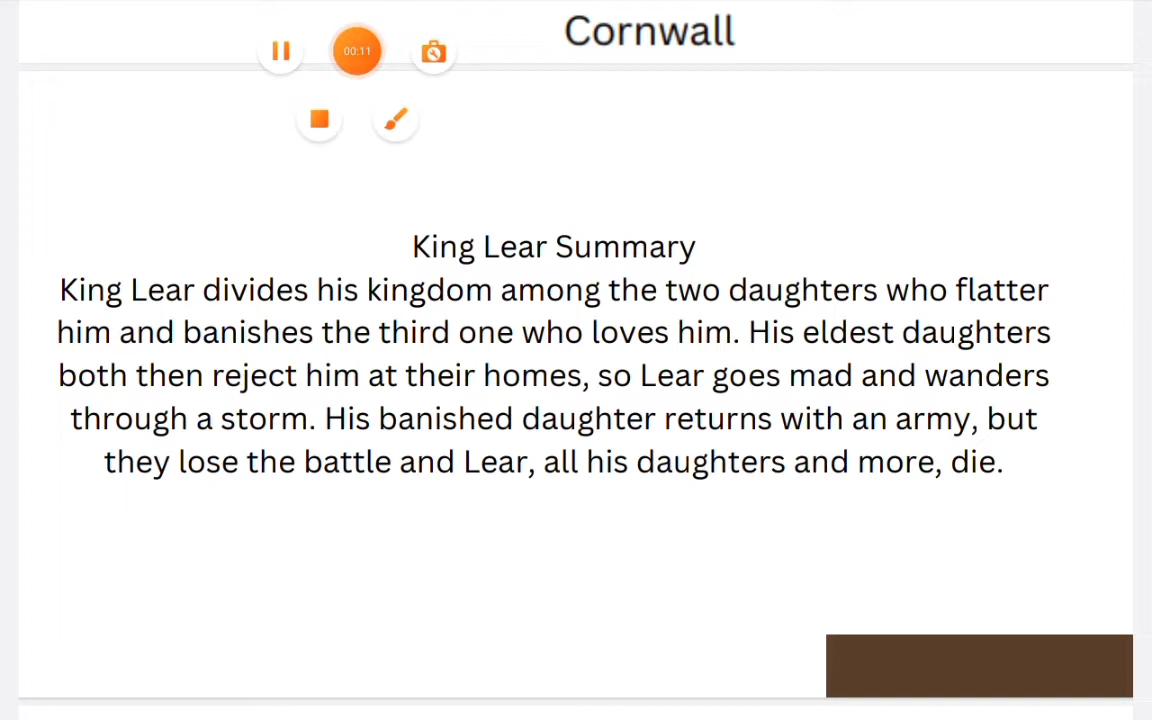 Cornwall
00:11
King Lear Summary
King Lear divides his kingdom among the two daughters who flatter
him and banishes the third one who loves him. His eldest daughters
both then reject him at their homes, so Lear goes mad and wanders
through a storm. His banished daughter returns with an army, but
they lose the battle and Lear, all his daughters and more, die.